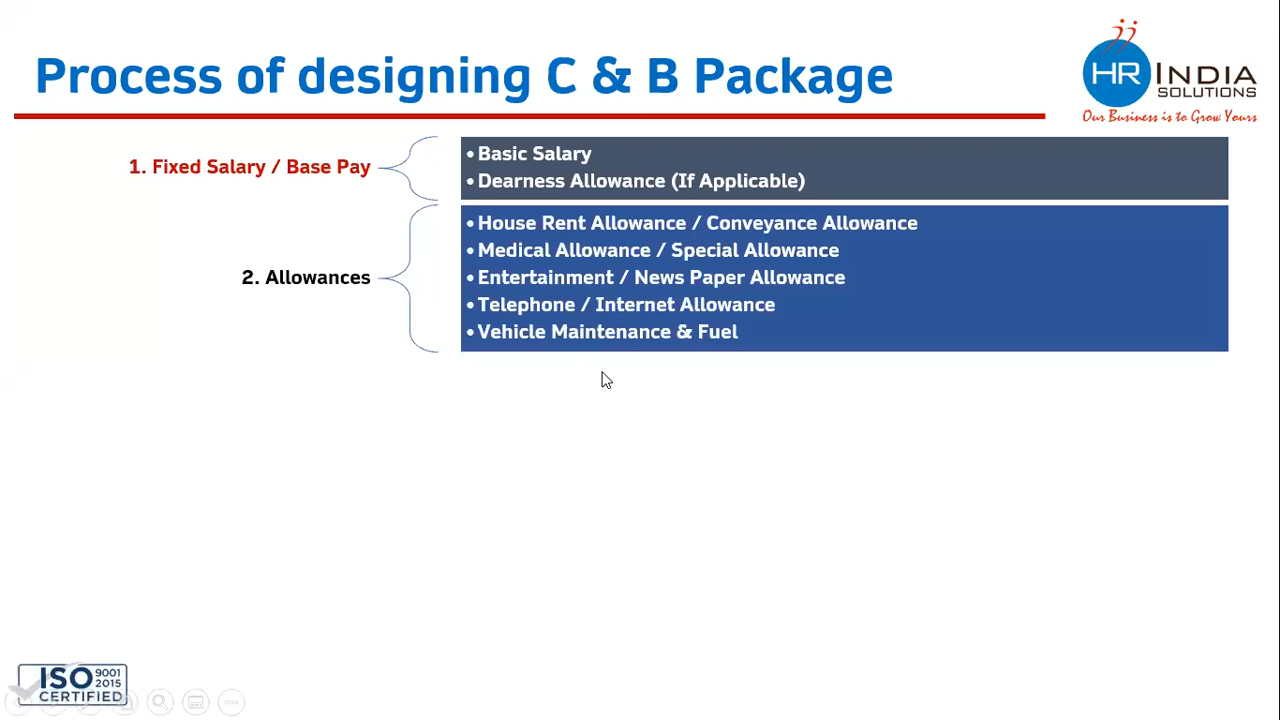 Process of designing C & B Package
HR INDIA
SOLUTIONS
Our Business is to Grow Yours
1. Fixed Salary / Base Pay
• Basic Salary
• Dearness Allowance (If Applicable)
2. Allowances
• House Rent Allowance / Conveyance Allowance
• Medical Allowance / Special Allowance
• Entertainment / News Paper Allowance
• Telephone / Internet Allowance
• Vehicle Maintenance & Fuel
ISO 9001
2015
CERTIFIED